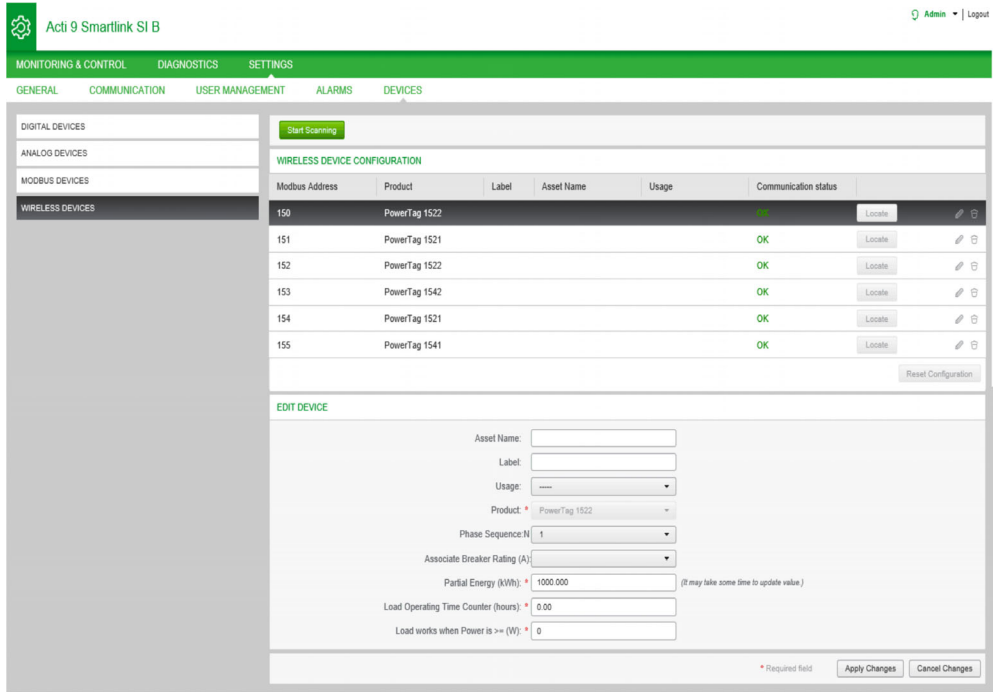 Acti 9 Smartlink SI B
Admin | Logout
MONITORING & CONTROL DIAGNOSTICS SETTINGS
GENERAL COMMUNICATION USER MANAGEMENT ALARMS DEVICES
DIGITAL DEVICES
ANALOG DEVICES
MODBUS DEVICES
WIRELESS DEVICES
Start Scanning
WIRELESS DEVICE CONFIGURATION
Modbus Address Product Label Asset Name Usage Communication status
150 PowerTag 1522 OK Locate
151 PowerTag 1521 OK Locate
152 PowerTag 1522 OK Locate
153 PowerTag 1542 OK Locate
154 PowerTag 1521 OK Locate
155 PowerTag 1541 OK Locate
Reset Configuration
EDIT DEVICE
Asset Name:
Label:
Usage: -----
Product: * PowerTag 1522
Phase Sequence:N 1
Associate Breaker Rating (A):
Partial Energy (kWh): * 1000.000 (It may take some time to update value.)
Load Operating Time Counter (hours): * 0.00
Load works when Power is >= (W): * 0
* Required field Apply Changes Cancel Changes